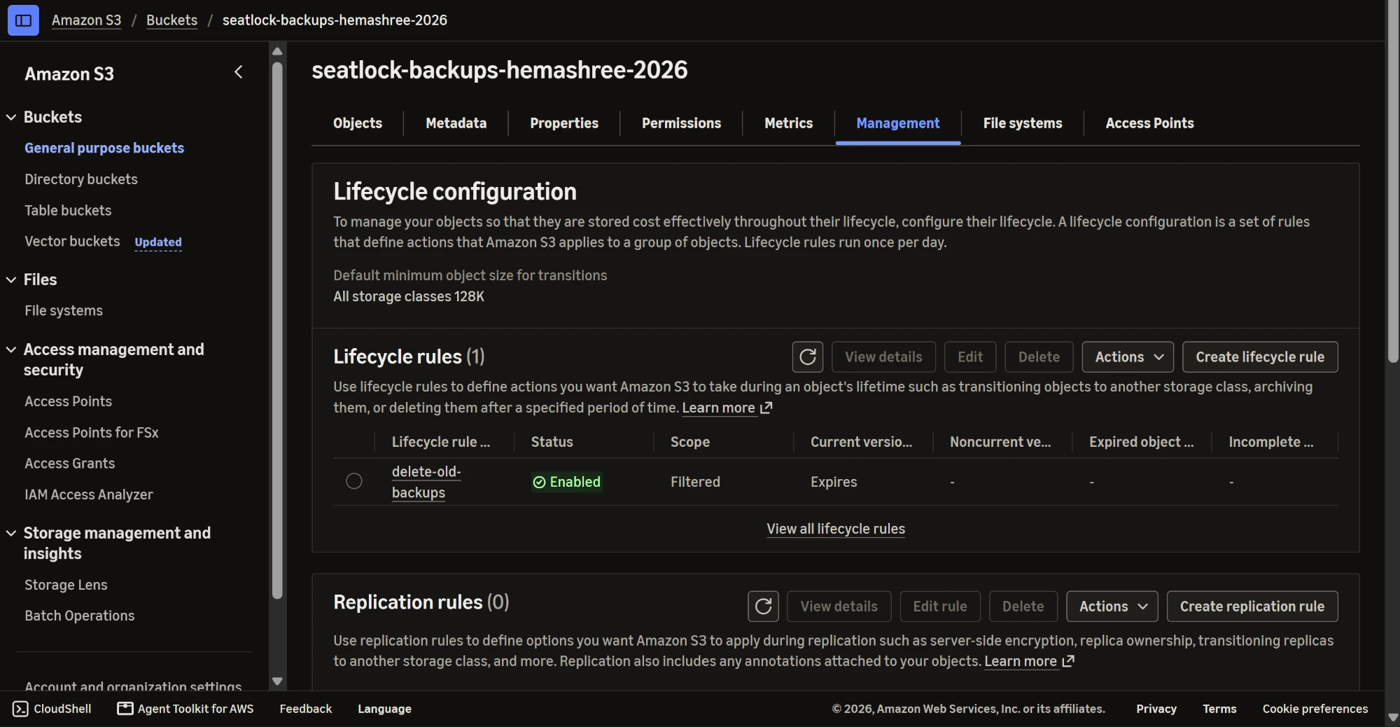 Amazon S3 / Buckets / seatlock-backups-hemashree-2026
Amazon S3
Buckets
General purpose buckets
Directory buckets
Table buckets
Vector buckets Updated
Files
File systems
Access management and
security
Access Points
Access Points for FSx
Access Grants
IAM Access Analyzer
Storage management and
insights
Storage Lens
Batch Operations
Account and organization settings
seatlock-backups-hemashree-2026
Objects Metadata Properties Permissions Metrics Management File systems Access Points
Lifecycle configuration
To manage your objects so that they are stored cost effectively throughout their lifecycle, configure their lifecycle. A lifecycle configuration is a set of rules
that define actions that Amazon S3 applies to a group of objects. Lifecycle rules run once per day.
Default minimum object size for transitions
All storage classes 128K
Lifecycle rules (1) View details Edit Delete Actions Create lifecycle rule
Use lifecycle rules to define actions you want Amazon S3 to take during an object's lifetime such as transitioning objects to another storage class, archiving
them, or deleting them after a specified period of time. Learn more
Lifecycle rule ... Status Scope Current versio... Noncurrent ve... Expired object ... Incomplete ...
delete-old-
backups Enabled Filtered Expires - - -
View all lifecycle rules
Replication rules (0) View details Edit rule Delete Actions Create replication rule
Use replication rules to define options you want Amazon S3 to apply during replication such as server-side encryption, replica ownership, transitioning replicas
to another storage class, and more. Replication also includes any annotations attached to your objects. Learn more
CloudShell Agent Toolkit for AWS Feedback Language © 2026, Amazon Web Services, Inc. or its affiliates. Privacy Terms Cookie preferences